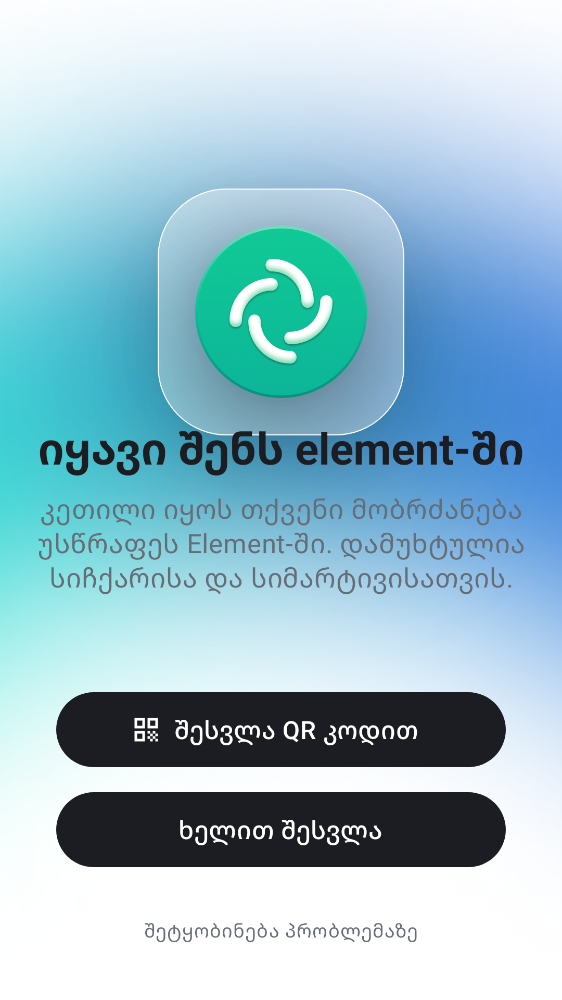 იყავი შენს element-ში
კეთილი იყოს თქვენი მობრძანება
უსწრაფეს Element-ში. დამუხტულია
სიჩქარისა და სიმარტივისათვის.
შესვლა QR კოდით
ხელით შესვლა
შეტყობინება პრობლემაზე